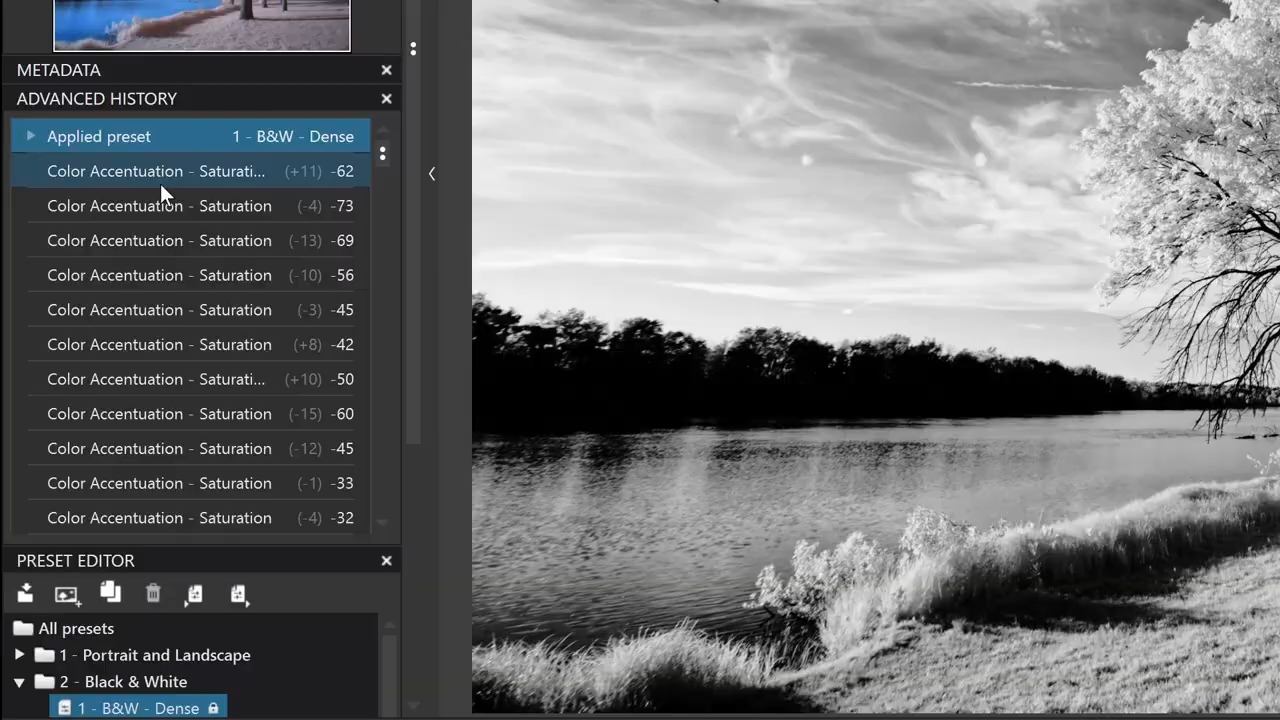 METADATA
ADVANCED HISTORY
Applied preset 1 - B&W - Dense
Color Accentuation - Saturati... (+11) -62
Color Accentuation - Saturation (-4) -73
Color Accentuation - Saturation (-13) -69
Color Accentuation - Saturation (-10) -56
Color Accentuation - Saturation (-3) -45
Color Accentuation - Saturation (+8) -42
Color Accentuation - Saturati... (+10) -50
Color Accentuation - Saturation (-15) -60
Color Accentuation - Saturation (-12) -45
Color Accentuation - Saturation (-1) -33
Color Accentuation - Saturation (-4) -32
PRESET EDITOR
All presets
1 - Portrait and Landscape
2 - Black & White
1 - B&W - Dense